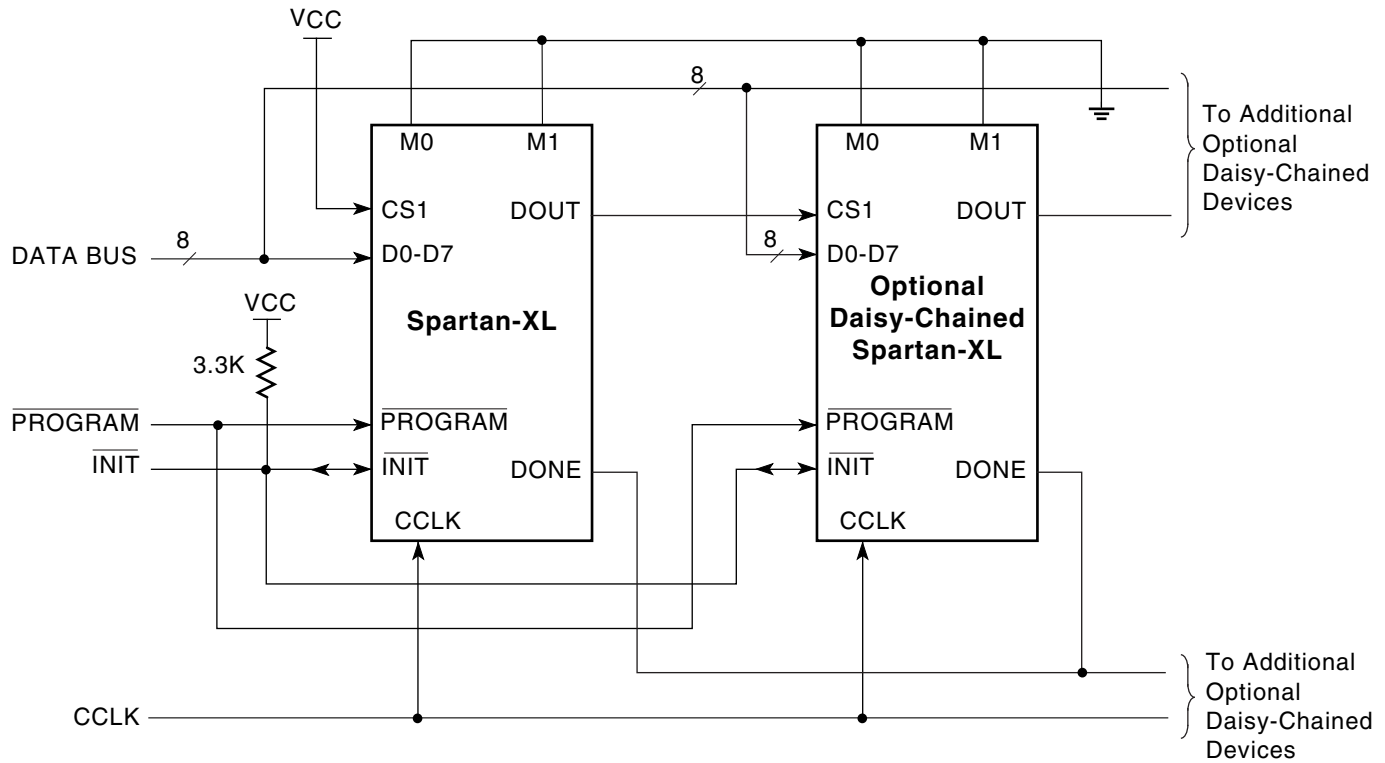 VCC
8
To Additional
Optional
Daisy-Chained
Devices
M0
M1
M0
M1
CS1
DOUT
CS1
DOUT
DATA BUS
8
D0-D7
8
D0-D7
VCC
3.3K
Spartan-XL
Optional
Daisy-Chained
Spartan-XL
PROGRAM
PROGRAM
PROGRAM
INIT
INIT
DONE
INIT
DONE
CCLK
CCLK
CCLK
To Additional
Optional
Daisy-Chained
Devices